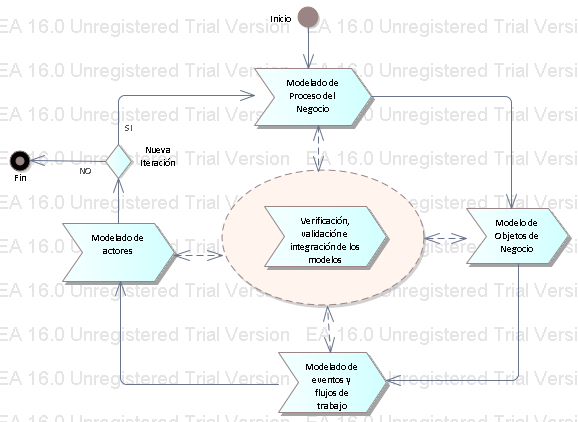 Inicio
EA 16.0 Unregistered Trial Version EA 16.0 Unregistered Trial Version
EA 16.0 Unregistered Trial Version EA 16.0 Unregistered Trial Version
Modelado de
Proceso del
Negocio
EA 16.0 Unregistered Trial Version EA 16.0 Unregistered Trial Version
SI
Nueva
Iteración
EA 16.0 Unregistered Trial Version EA 16.0 Unregistered Trial Version
NO
Fin
EA 16.0 Unregistered Trial Version EA 16.0 Unregistered Trial Version
Modelado de
actores
Verificación,
validación e
integración de los
modelos
Modelo de
Objetos de
Negocio
EA 16.0 Unregistered Trial Version EA 16.0 Unregistered Trial Version
EA 16.0 Unregistered Trial Version EA 16.0 Unregistered Trial Version
EA 16.0 Unregistered Trial Version EA 16.0 Unregistered Trial Version
Modelado de
eventos y
flujos de
trabajo
EA 16.0 Unregistered Trial Version EA 16.0 Unregistered Trial Version